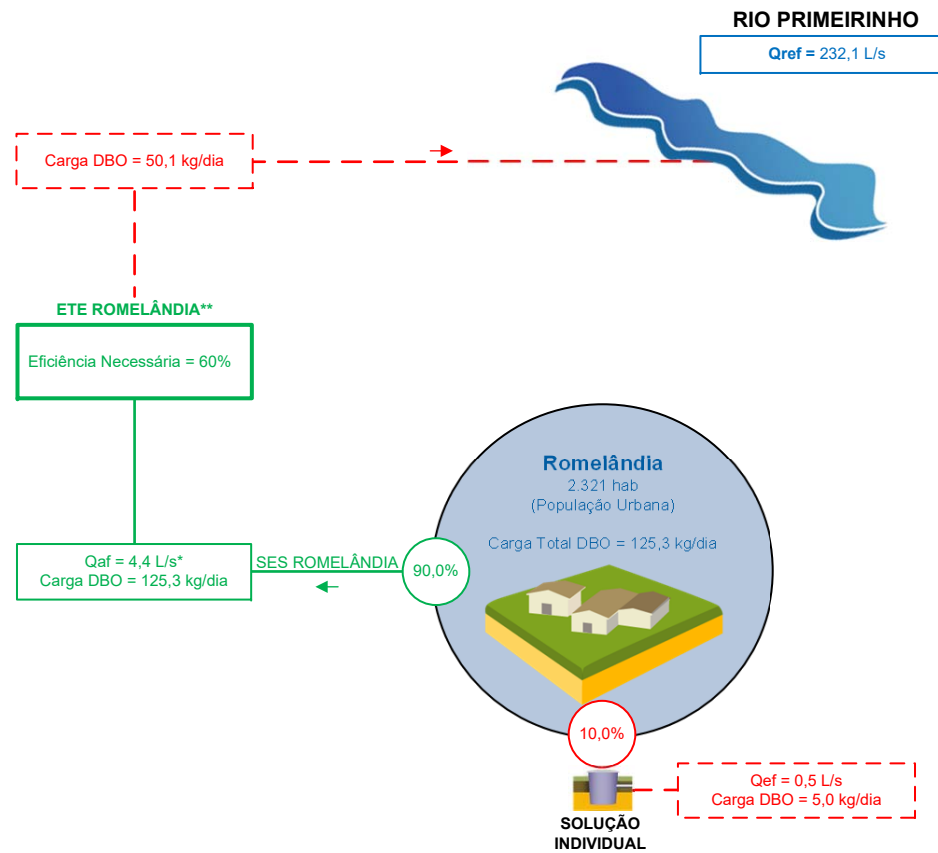 RIO PRIMEIRINHO
Qref = 232,1 L/s
Carga DBO = 50,1 kg/dia
ETE ROMELÂNDIA**
Eficiência Necessária = 60%
Romelândia
2.321 hab
(População Urbana)
Carga Total DBO = 125,3 kg/dia
Qaf = 4,4 L/s*
Carga DBO = 125,3 kg/dia
SES ROMELÂNDIA
90,0%
10,0%
Qef = 0,5 L/s
Carga DBO = 5,0 kg/dia
SOLUÇÃO
INDIVIDUAL